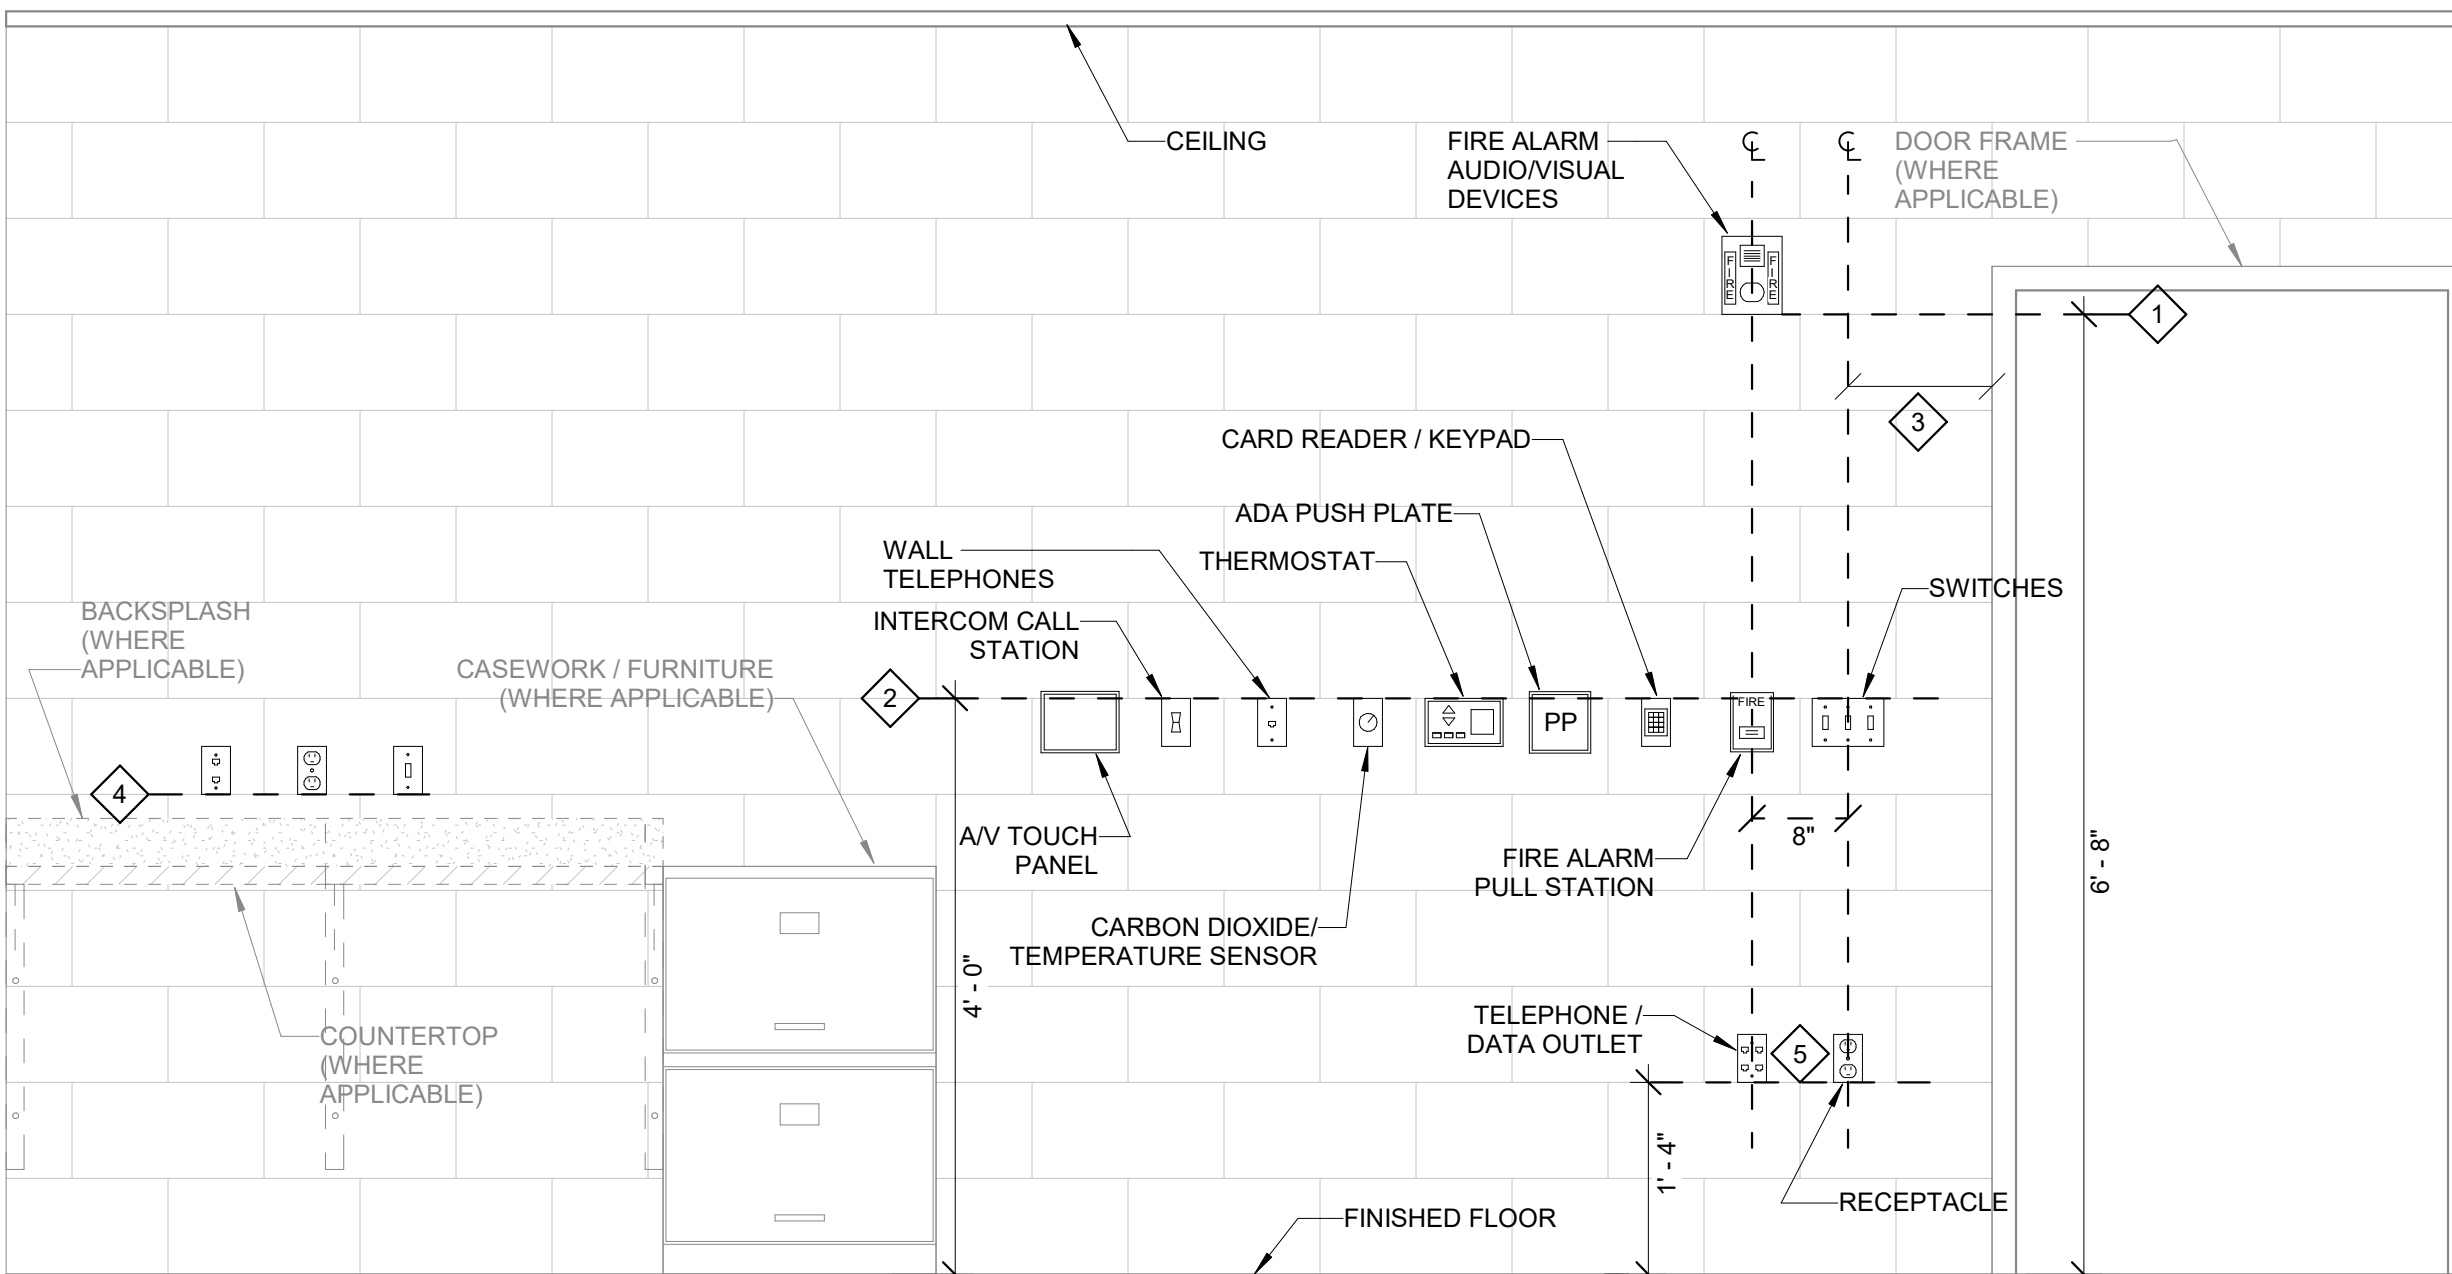 CEILING
FIRE ALARM
AUDIO/VISUAL
DEVICES
℄
℄
DOOR FRAME
(WHERE
APPLICABLE)
FIRE
FIRE
1
3
CARD READER / KEYPAD
ADA PUSH PLATE
WALL
TELEPHONES
THERMOSTAT
SWITCHES
BACKSPLASH
(WHERE
APPLICABLE)
INTERCOM CALL
STATION
CASEWORK / FURNITURE
(WHERE APPLICABLE)
2
PP
FIRE
4
A/V TOUCH
PANEL
8"
FIRE ALARM
PULL STATION
6' - 8"
CARBON DIOXIDE/
TEMPERATURE SENSOR
4' - 0"
COUNTERTOP
(WHERE
APPLICABLE)
TELEPHONE /
DATA OUTLET
5
1' - 4"
RECEPTACLE
FINISHED FLOOR